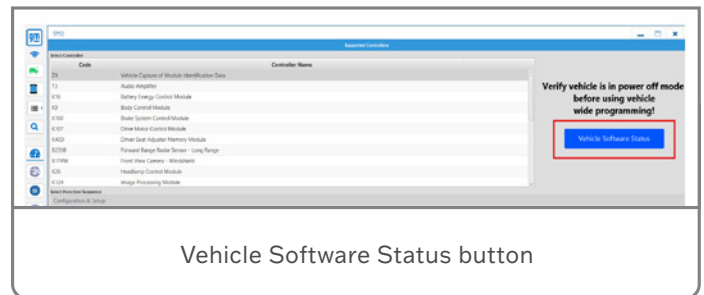 SPS2
Supported Controllers
Select Controller
Code Controller Name
Z4 Vehicle Capture of Module Identification Data
T3 Audio Amplifier
K16 Battery Energy Control Module
K9 Body Control Module
K160 Brake System Control Module
K107 Drive Motor Control Module
K40D Driver Seat Adjuster Memory Module
B233B Forward Range Radar Sensor - Long Range
B174W Front View Camera - Windshield
K26 Headlamp Control Module
K124 Image Processing Module
Select Function Sequence
Configuration & Setup
Verify vehicle is in power off mode
before using vehicle
wide programming!
Vehicle Software Status
Vehicle Software Status button